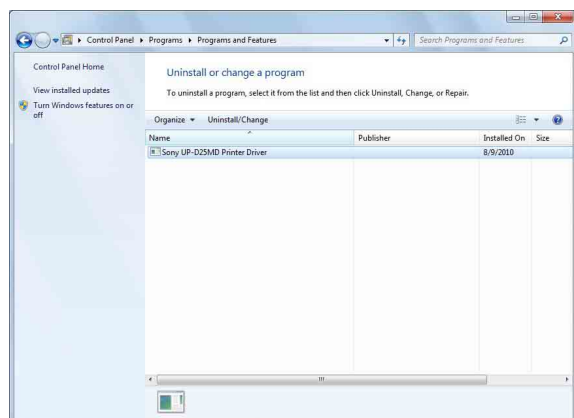 Control Panel ▸ Programs ▸ Programs and Features
Search Programs and Features
Control Panel Home
View installed updates
Turn Windows features on or
off
Uninstall or change a program
To uninstall a program, select it from the list and then click Uninstall, Change, or Repair.
Organize Uninstall/Change
Name Publisher Installed On Size
Sony UP-D25MD Printer Driver 8/9/2010